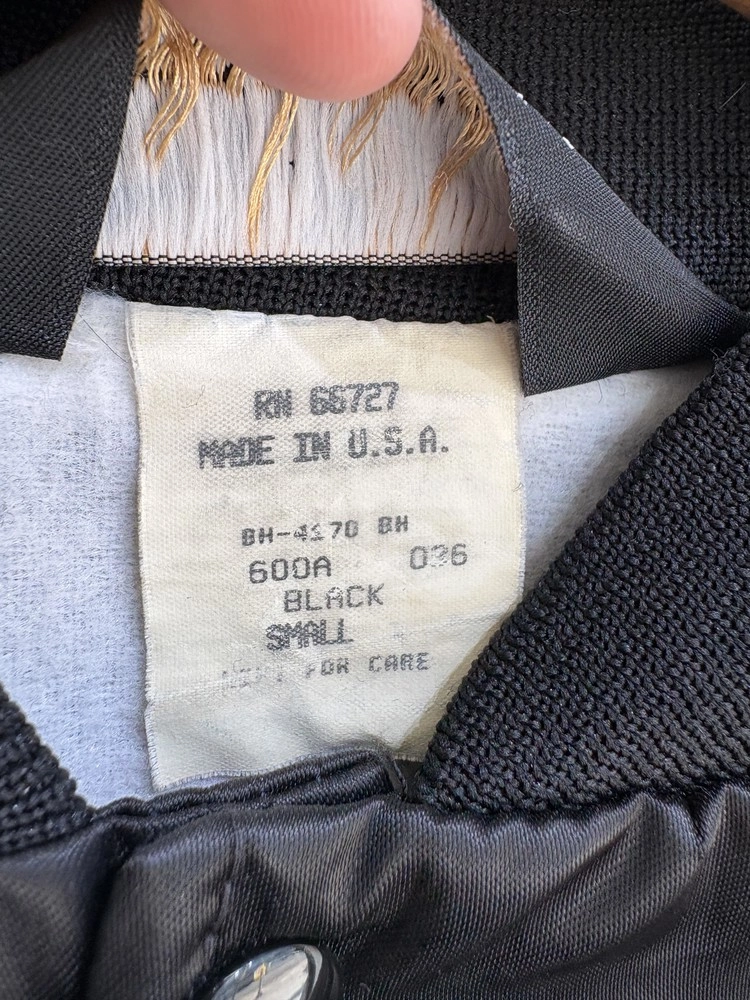 RN 66727
MADE IN U.S.A.
BH-4170 BH
600A 036
BLACK
SMALL
FOR CARE